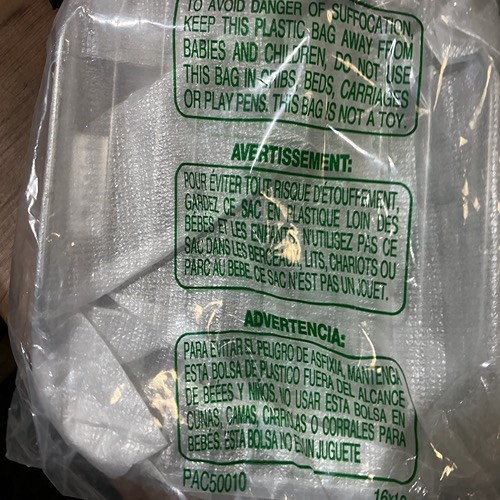 TO AVOID DANGER OF SUFFOCATION,
KEEP THIS PLASTIC BAG AWAY FROM
BABIES AND CHILDREN, DO NOT USE
THIS BAG IN CRIBS, BEDS, CARRIAGES
OR PLAY PENS. THIS BAG IS NOT A TOY.
AVERTISSEMENT:
POUR ÉVITER TOUT RISQUE D'ÉTOUFFEMENT,
GARDEZ CE SAC EN PLASTIQUE LOIN DES
BÉBÉS ET LES ENFANTS. N'UTILISEZ PAS CE
SAC DANS LES BERCEAUX, LITS, CHARIOTS OU
PARC AU BEBE. CE SAC N'EST PAS UN JOUET.
ADVERTENCIA:
PARA EVITAR EL PELIGRO DE ASFIXIA, MANTENGA
ESTA BOLSA DE PLASTICO FUERA DEL ALCANCE
DE BEBES Y NIÑOS. NO USAR ESTA BOLSA EN
CUNAS, CAMAS, CARRIOLAS O CORRALES PARA
BEBES. ESTA BOLSA NO ES UN JUGUETE
PAC50010